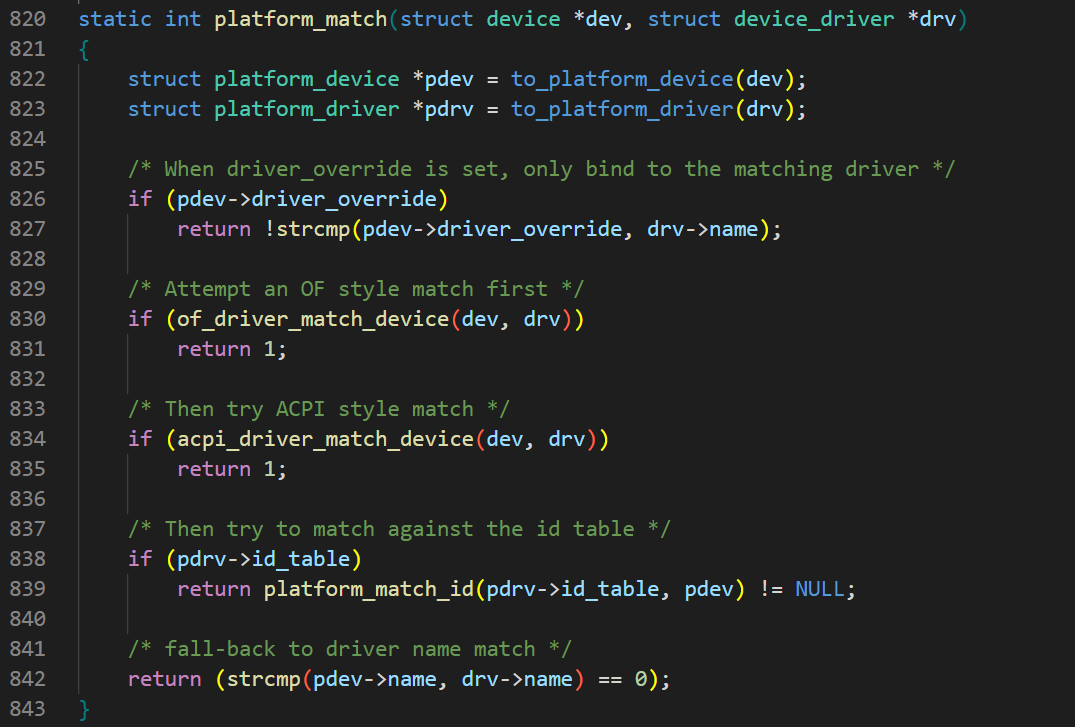 820 static int platform_match(struct device *dev, struct device_driver *drv)
821 {
822 struct platform_device *pdev = to_platform_device(dev);
823 struct platform_driver *pdrv = to_platform_driver(drv);
824
825 /* When driver_override is set, only bind to the matching driver */
826 if (pdev->driver_override)
827 return !strcmp(pdev->driver_override, drv->name);
828
829 /* Attempt an OF style match first */
830 if (of_driver_match_device(dev, drv))
831 return 1;
832
833 /* Then try ACPI style match */
834 if (acpi_driver_match_device(dev, drv))
835 return 1;
836
837 /* Then try to match against the id table */
838 if (pdrv->id_table)
839 return platform_match_id(pdrv->id_table, pdev) != NULL;
840
841 /* fall-back to driver name match */
842 return (strcmp(pdev->name, drv->name) == 0);
843 }